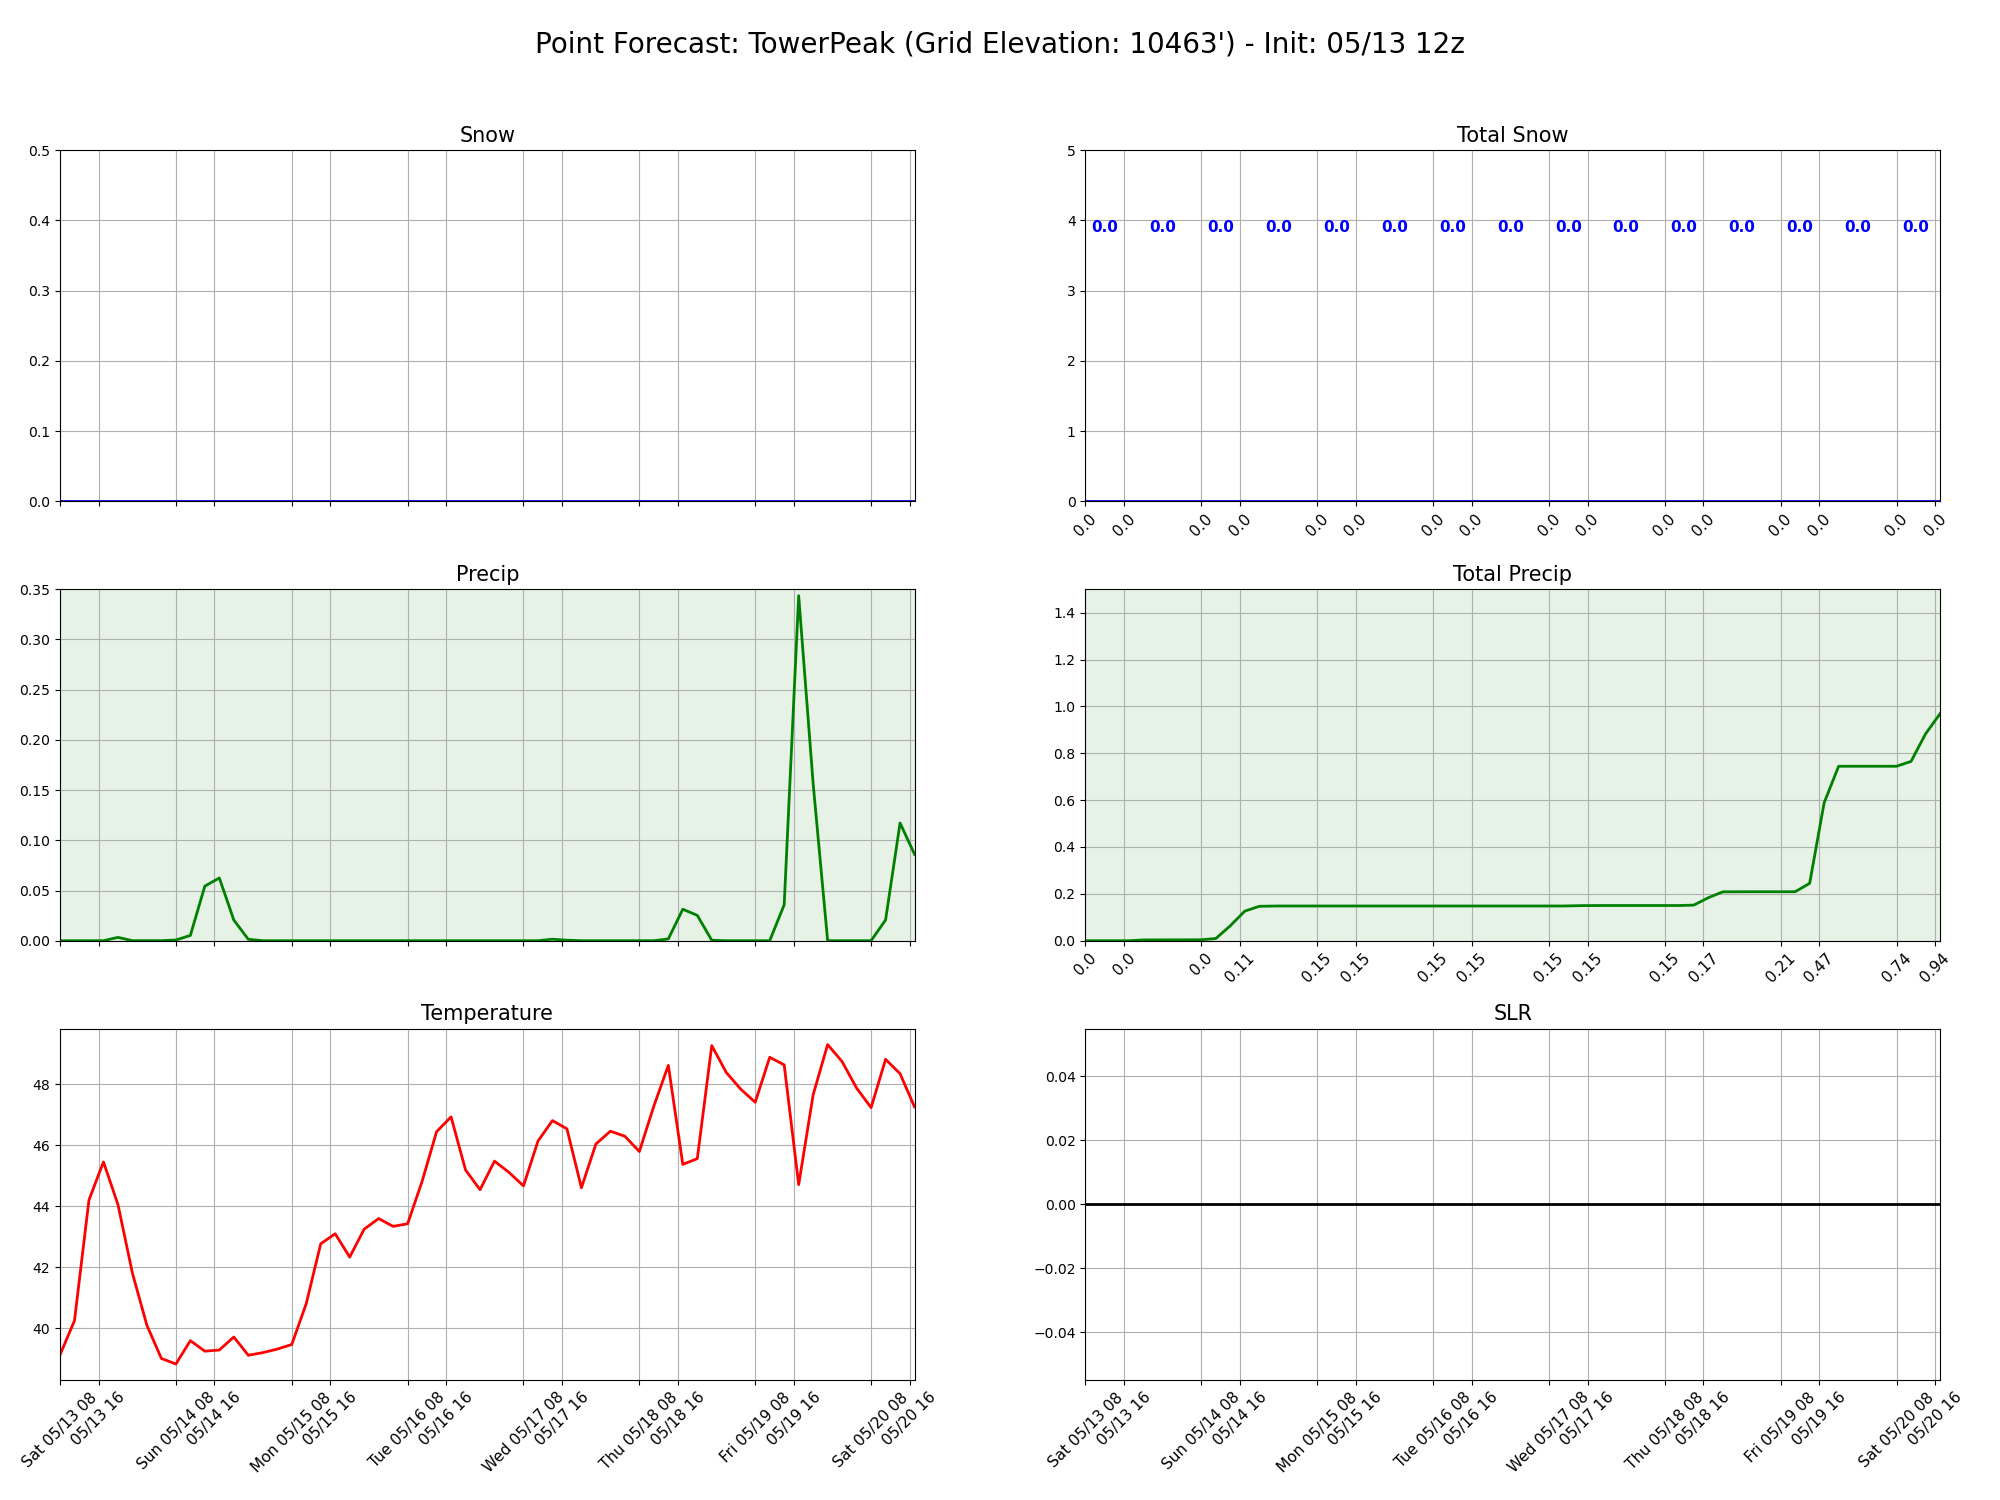 Point Forecast: TowerPeak (Grid Elevation: 10463') - Init: 05/13 12z
Snow
0.5
0.4
0.3
0.2
0.1
0.0
Total Snow
5
4
3
2
1
0
0.0 0.0 0.0 0.0 0.0 0.0 0.0 0.0 0.0 0.0 0.0 0.0 0.0 0.0 0.0
0.0 0.0 0.0 0.0 0.0 0.0 0.0 0.0 0.0 0.0 0.0 0.0 0.0 0.0 0.0 0.0
Precip
0.35
0.30
0.25
0.20
0.15
0.10
0.05
0.00
Total Precip
1.4
1.2
1.0
0.8
0.6
0.4
0.2
0.0
0.0 0.0 0.0 0.11 0.15 0.15 0.15 0.15 0.15 0.15 0.15 0.17 0.21 0.47 0.74 0.94
Temperature
48
46
44
42
40
Sat 05/13 08
05/13 16
Sun 05/14 08
05/14 16
Mon 05/15 08
05/15 16
Tue 05/16 08
05/16 16
Wed 05/17 08
05/17 16
Thu 05/18 08
05/18 16
Fri 05/19 08
05/19 16
Sat 05/20 08
05/20 16
SLR
0.04
0.02
0.00
−0.02
−0.04
Sat 05/13 08
05/13 16
Sun 05/14 08
05/14 16
Mon 05/15 08
05/15 16
Tue 05/16 08
05/16 16
Wed 05/17 08
05/17 16
Thu 05/18 08
05/18 16
Fri 05/19 08
05/19 16
Sat 05/20 08
05/20 16